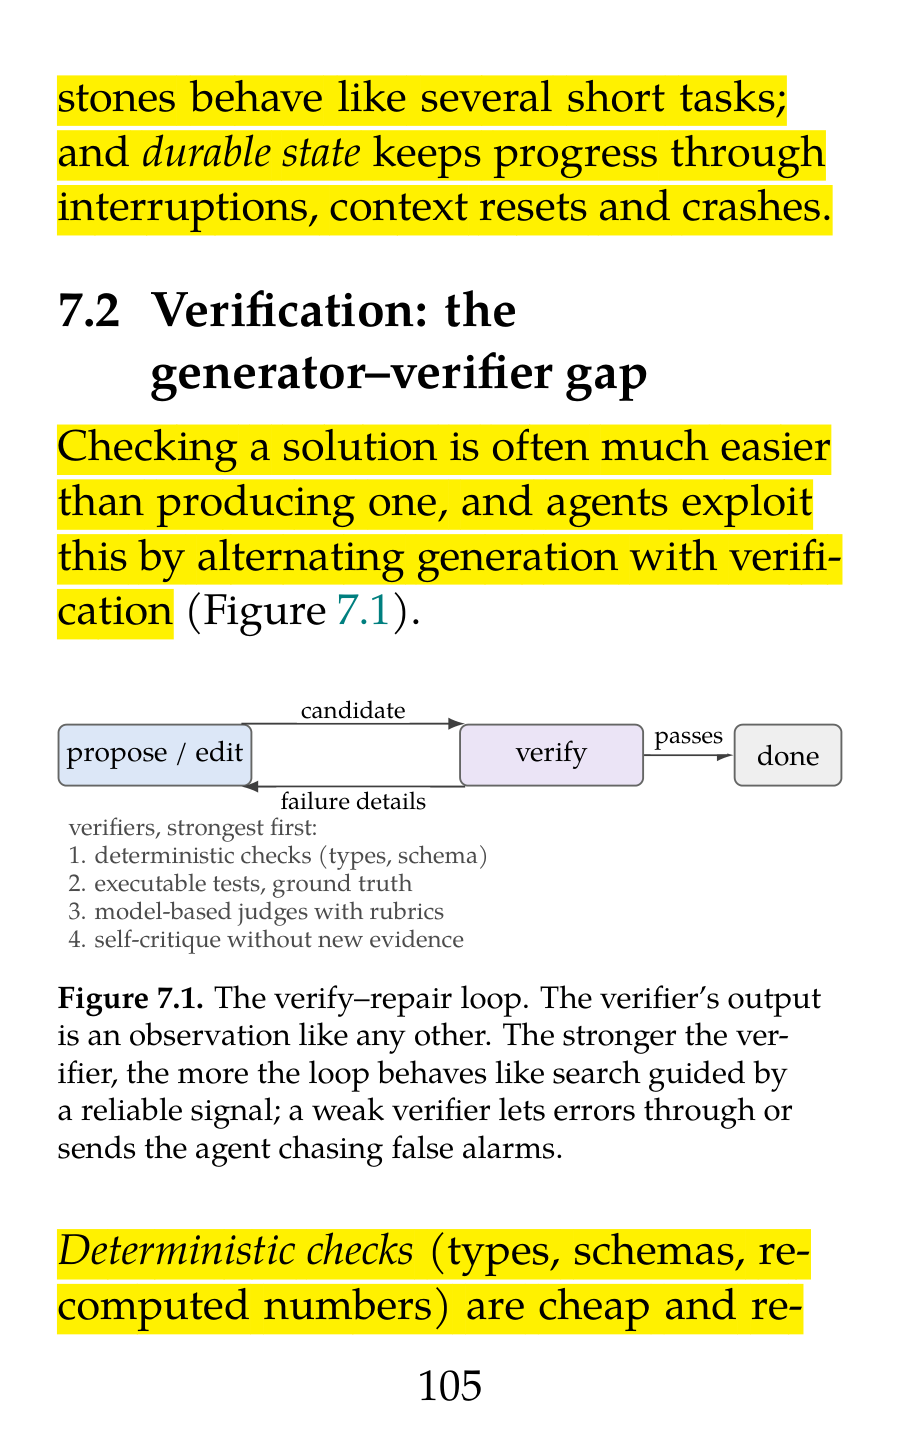 stones behave like several short tasks;
and durable state keeps progress through
interruptions, context resets and crashes.
7.2 Verification: the
generator–verifier gap
Checking a solution is often much easier
than producing one, and agents exploit
this by alternating generation with verifi-
cation (Figure 7.1).
candidate
propose / edit
verify
passes
done
failure details
verifiers, strongest first:
1. deterministic checks (types, schema)
2. executable tests, ground truth
3. model-based judges with rubrics
4. self-critique without new evidence
Figure 7.1. The verify–repair loop. The verifier's output
is an observation like any other. The stronger the ver-
ifier, the more the loop behaves like search guided by
a reliable signal; a weak verifier lets errors through or
sends the agent chasing false alarms.
Deterministic checks (types, schemas, re-
computed numbers) are cheap and re-
105